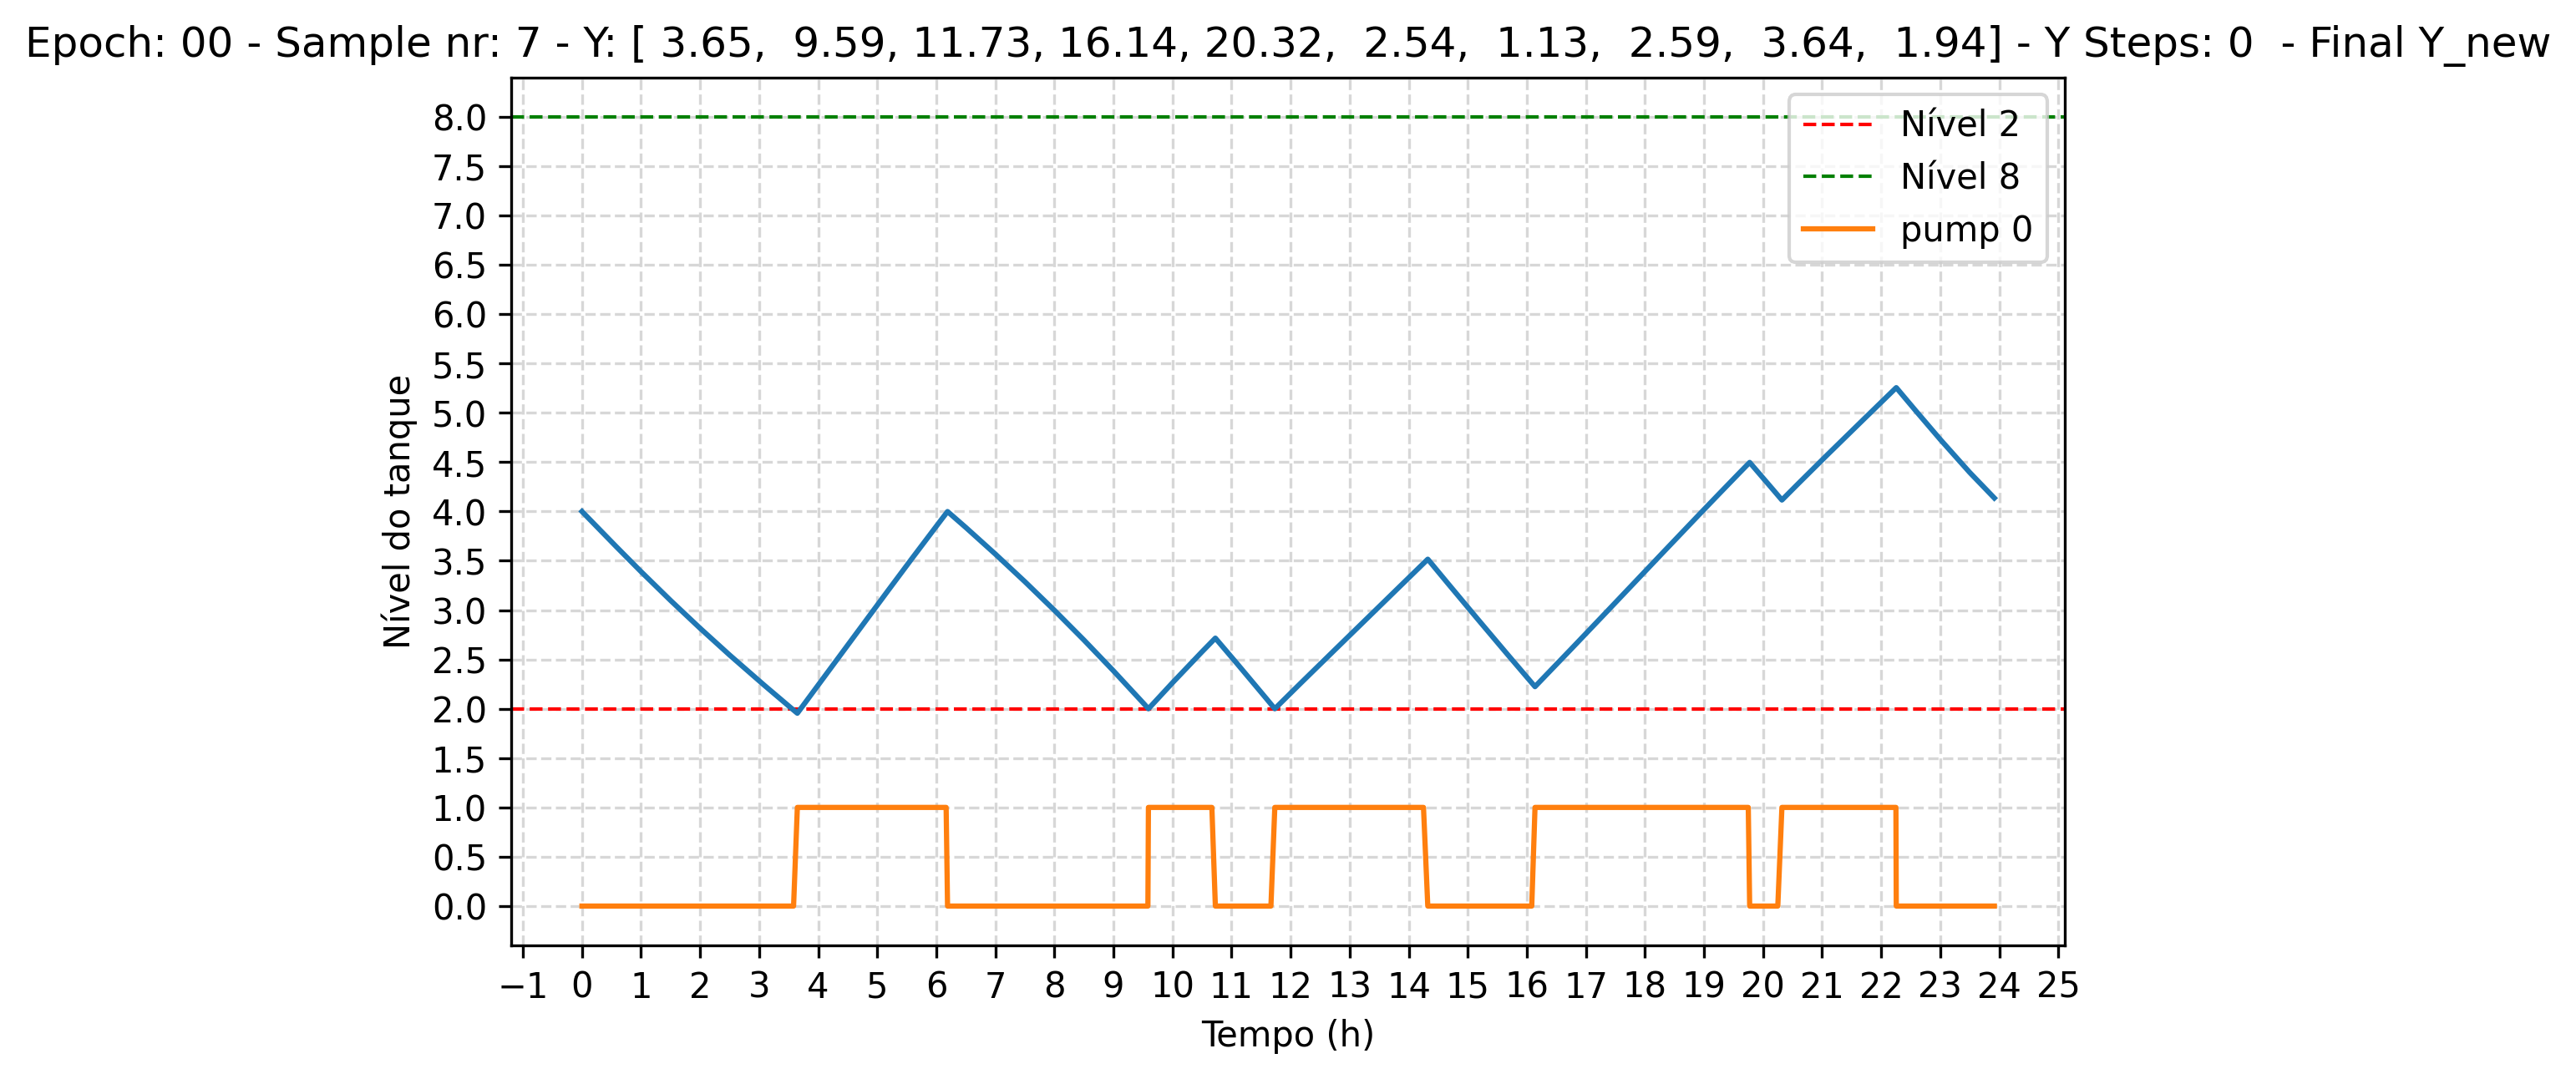 Epoch: 00 - Sample nr: 7 - Y: [ 3.65,  9.59, 11.73, 16.14, 20.32,  2.54,  1.13,  2.59,  3.64,  1.94] - Y Steps: 0  - Final Y_new
8.0
7.5
7.0
6.5
6.0
5.5
5.0
4.5
4.0
3.5
3.0
2.5
2.0
1.5
1.0
0.5
0.0
Nível do tanque
Nível 2
Nível 8
pump 0
−1 0 1 2 3 4 5 6 7 8 9 10 11 12 13 14 15 16 17 18 19 20 21 22 23 24 25
Tempo (h)